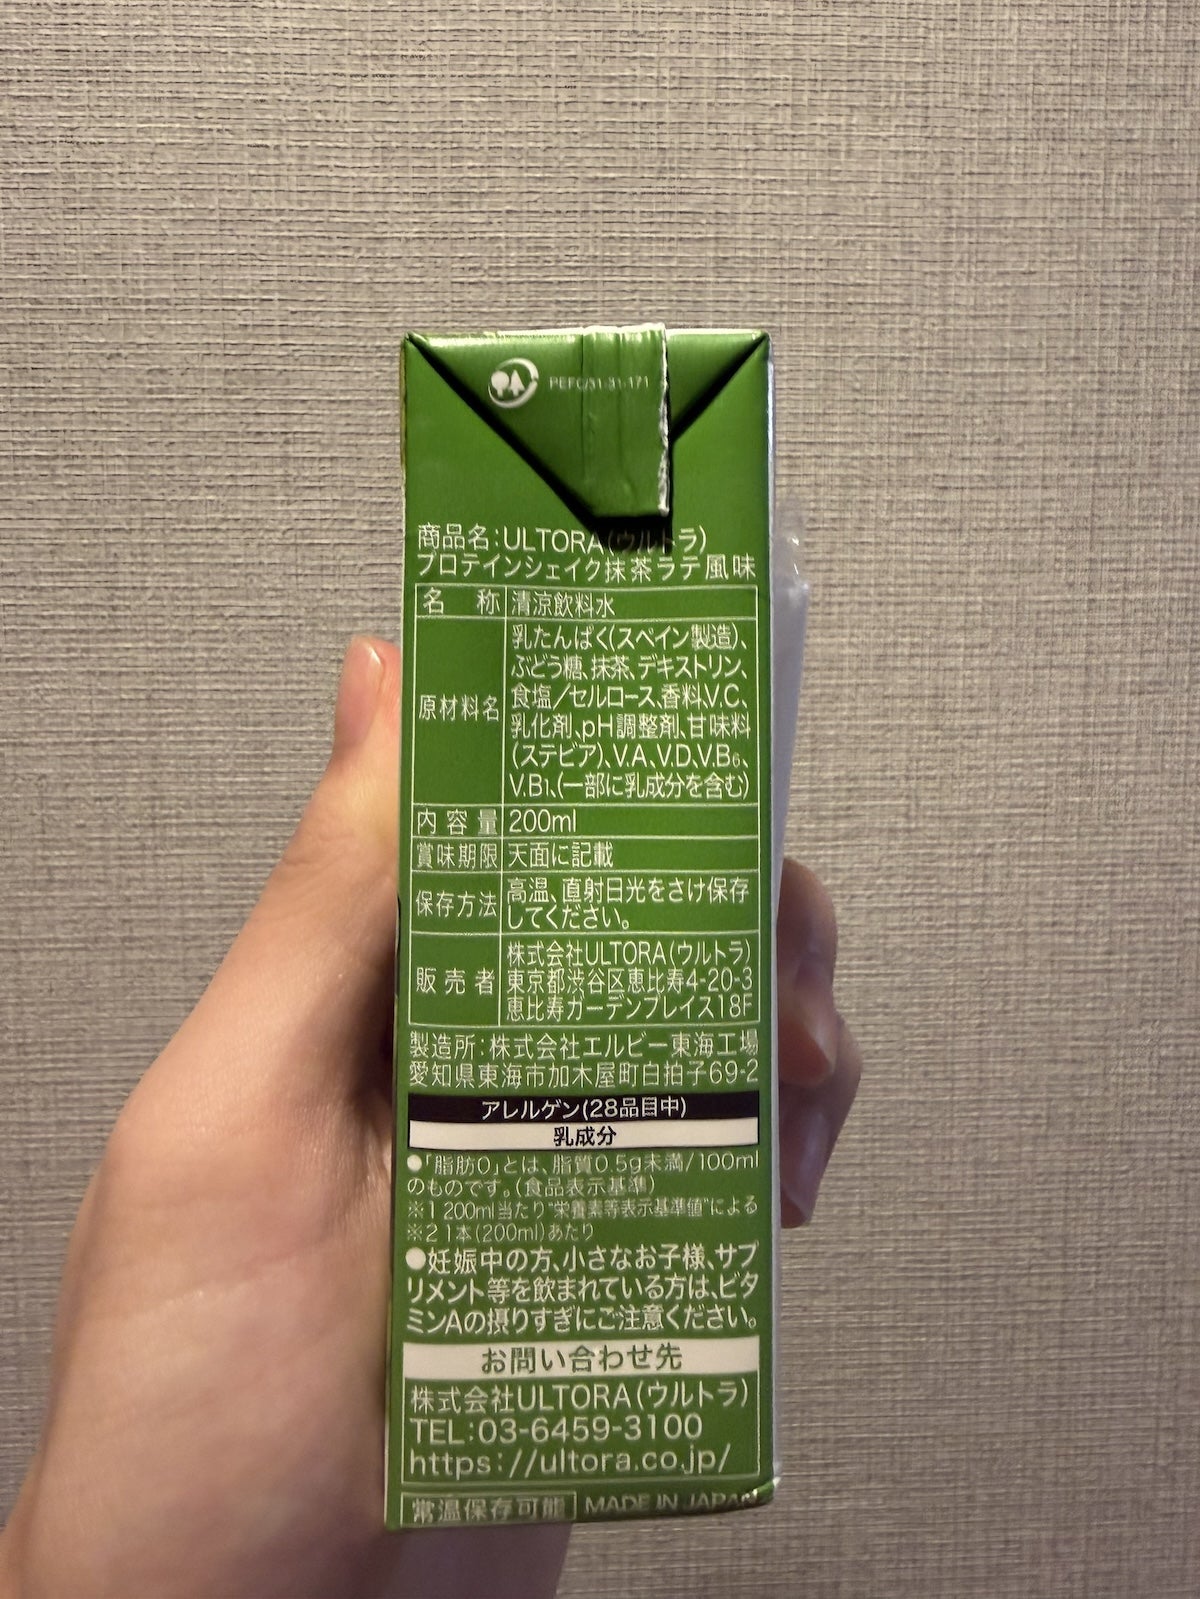 PEFC/31-31-171
商品名:ULTORA(ウルトラ)
プロテインシェイク抹茶ラテ風味
名 称 清涼飲料水
原材料名 乳たんぱく(スペイン製造)、
ぶどう糖、抹茶、デキストリン、
食塩/セルロース、香料、V.C、
乳化剤、pH調整剤、甘味料
(ステビア)、V.A、V.D、V.B₆、
V.B₁、(一部に乳成分を含む)
内容量 200ml
賞味期限 天面に記載
保存方法 高温、直射日光をさけ保存
してください。
販売者 株式会社ULTORA(ウルトラ)
東京都渋谷区恵比寿4-20-3
恵比寿ガーデンプレイス18F
製造所:株式会社エルビー東海工場
愛知県東海市加木屋町白拍子69-2
アレルゲン(28品目中)
乳成分
●「脂肪0」とは、脂質0.5g未満/100ml
のものです。(食品表示基準)
※1 200ml当たり"栄養素等表示基準値"による
※2 1本(200ml)あたり
●妊娠中の方、小さなお子様、サプ
リメント等を飲まれている方は、ビタ
ミンAの摂りすぎにご注意ください。
お問い合わせ先
株式会社ULTORA(ウルトラ)
TEL:03-6459-3100
https://ultora.co.jp/
常温保存可能 MADE IN JAPAN